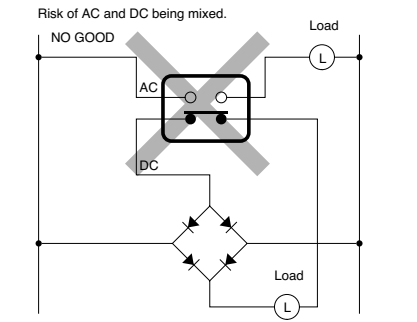 Risk of AC and DC being mixed.
NO GOOD
Load
L
AC
DC
Load
L